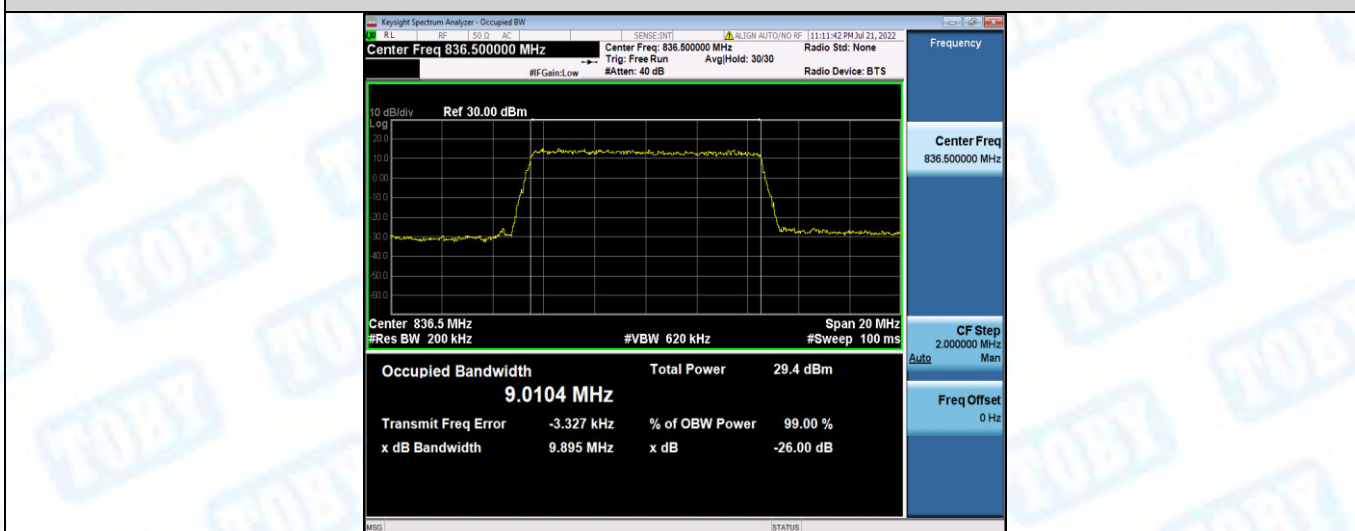 Keysight Spectrum Analyzer - Occupied BW
RL RF 50 Ω AC SENSE:INT ALIGN AUTO/NO RF 11:11:42 PM Jul 21, 2022
Center Freq 836.500000 MHz
Center Freq: 836.500000 MHz Radio Std: None
Trig: Free Run Avg|Hold: 30/30
#IFGain:Low #Atten: 40 dB Radio Device: BTS
10 dB/div Ref 30.00 dBm
Log
20.0
10.0
0.00
-10.0
-20.0
-30.0
-40.0
-50.0
-60.0
Center 836.5 MHz Span 20 MHz
#Res BW 200 kHz #VBW 620 kHz #Sweep 100 ms
Occupied Bandwidth Total Power 29.4 dBm
9.0104 MHz
Transmit Freq Error -3.327 kHz % of OBW Power 99.00 %
x dB Bandwidth 9.895 MHz x dB -26.00 dB
MSG STATUS
Frequency
Center Freq
836.500000 MHz
CF Step
2.000000 MHz
Auto Man
Freq Offset
0 Hz
TOBY
TOBY
TOBY
TOBY
TOBY
TOBY
TOBY
TOBY